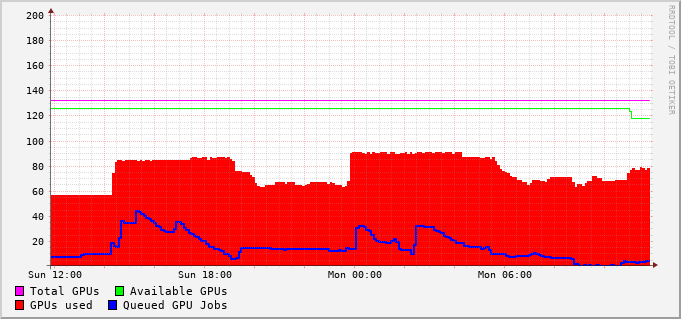 200
180
160
140
120
100
80
60
40
20
Sun 12:00 Sun 18:00 Mon 00:00 Mon 06:00
Total GPUs Available GPUs
GPUs used Queued GPU Jobs
RRDTOOL / TOBI OETIKER